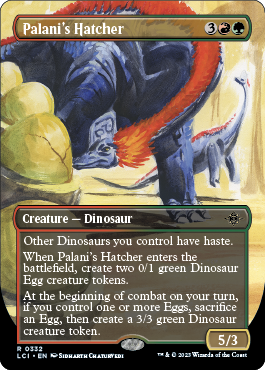 Palani's Hatcher 3
Creature — Dinosaur
Other Dinosaurs you control have haste.
When Palani's Hatcher enters the
battlefield, create two 0/1 green Dinosaur
Egg creature tokens.
At the beginning of combat on your turn,
if you control one or more Eggs, sacrifice
an Egg, then create a 3/3 green Dinosaur
creature token.
5/3
R 0332
LCI • EN Sidharth Chaturvedi
™ & © 2023 Wizards of the Coast